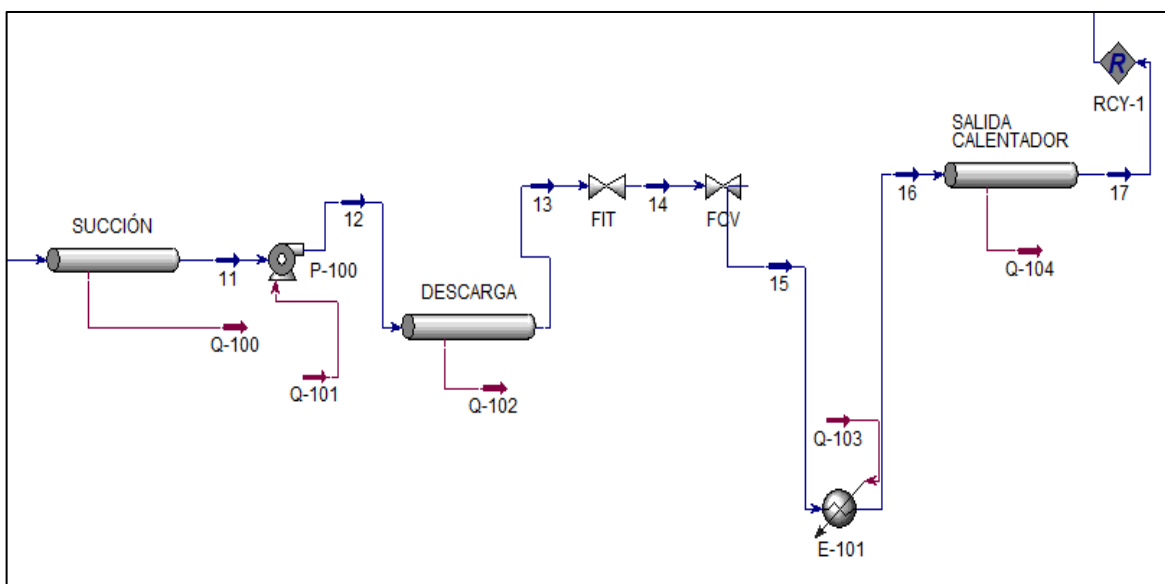 R
RCY-1
SALIDA
CALENTADOR
16
17
13
14
FIT
FCV
12
SUCCIÓN
P-100
11
Q-104
15
DESCARGA
Q-100
Q-101
Q-102
Q-103
E-101